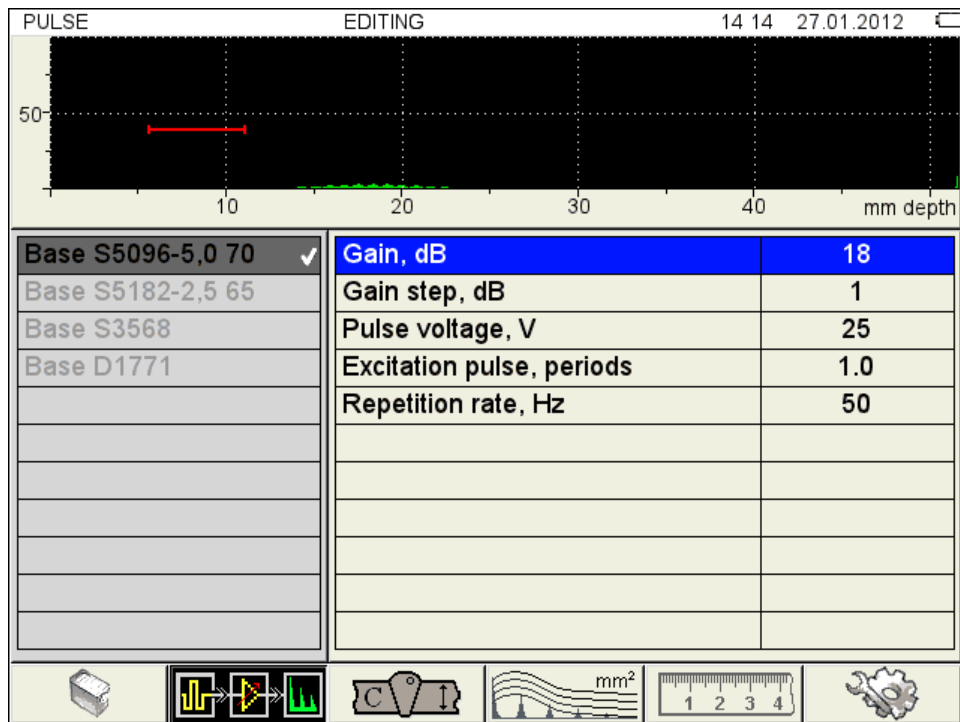 PULSE EDITING 14 14 27.01.2012
50
10 20 30 40 mm depth
Base S5096-5,0 70 Gain, dB 18
Base S5182-2,5 65 Gain step, dB 1
Base S3568 Pulse voltage, V 25
Base D1771 Excitation pulse, periods 1.0
Repetition rate, Hz 50
C mm² 1 2 3 4